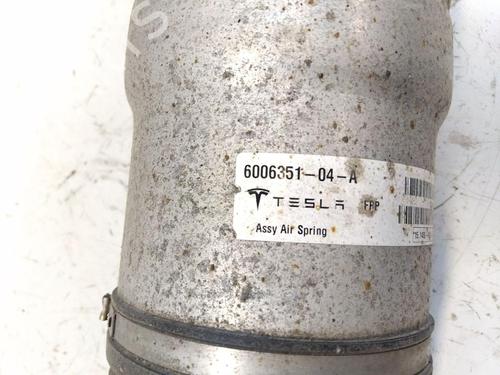 6006351-04-A
TESLA FPP
Assy Air Spring